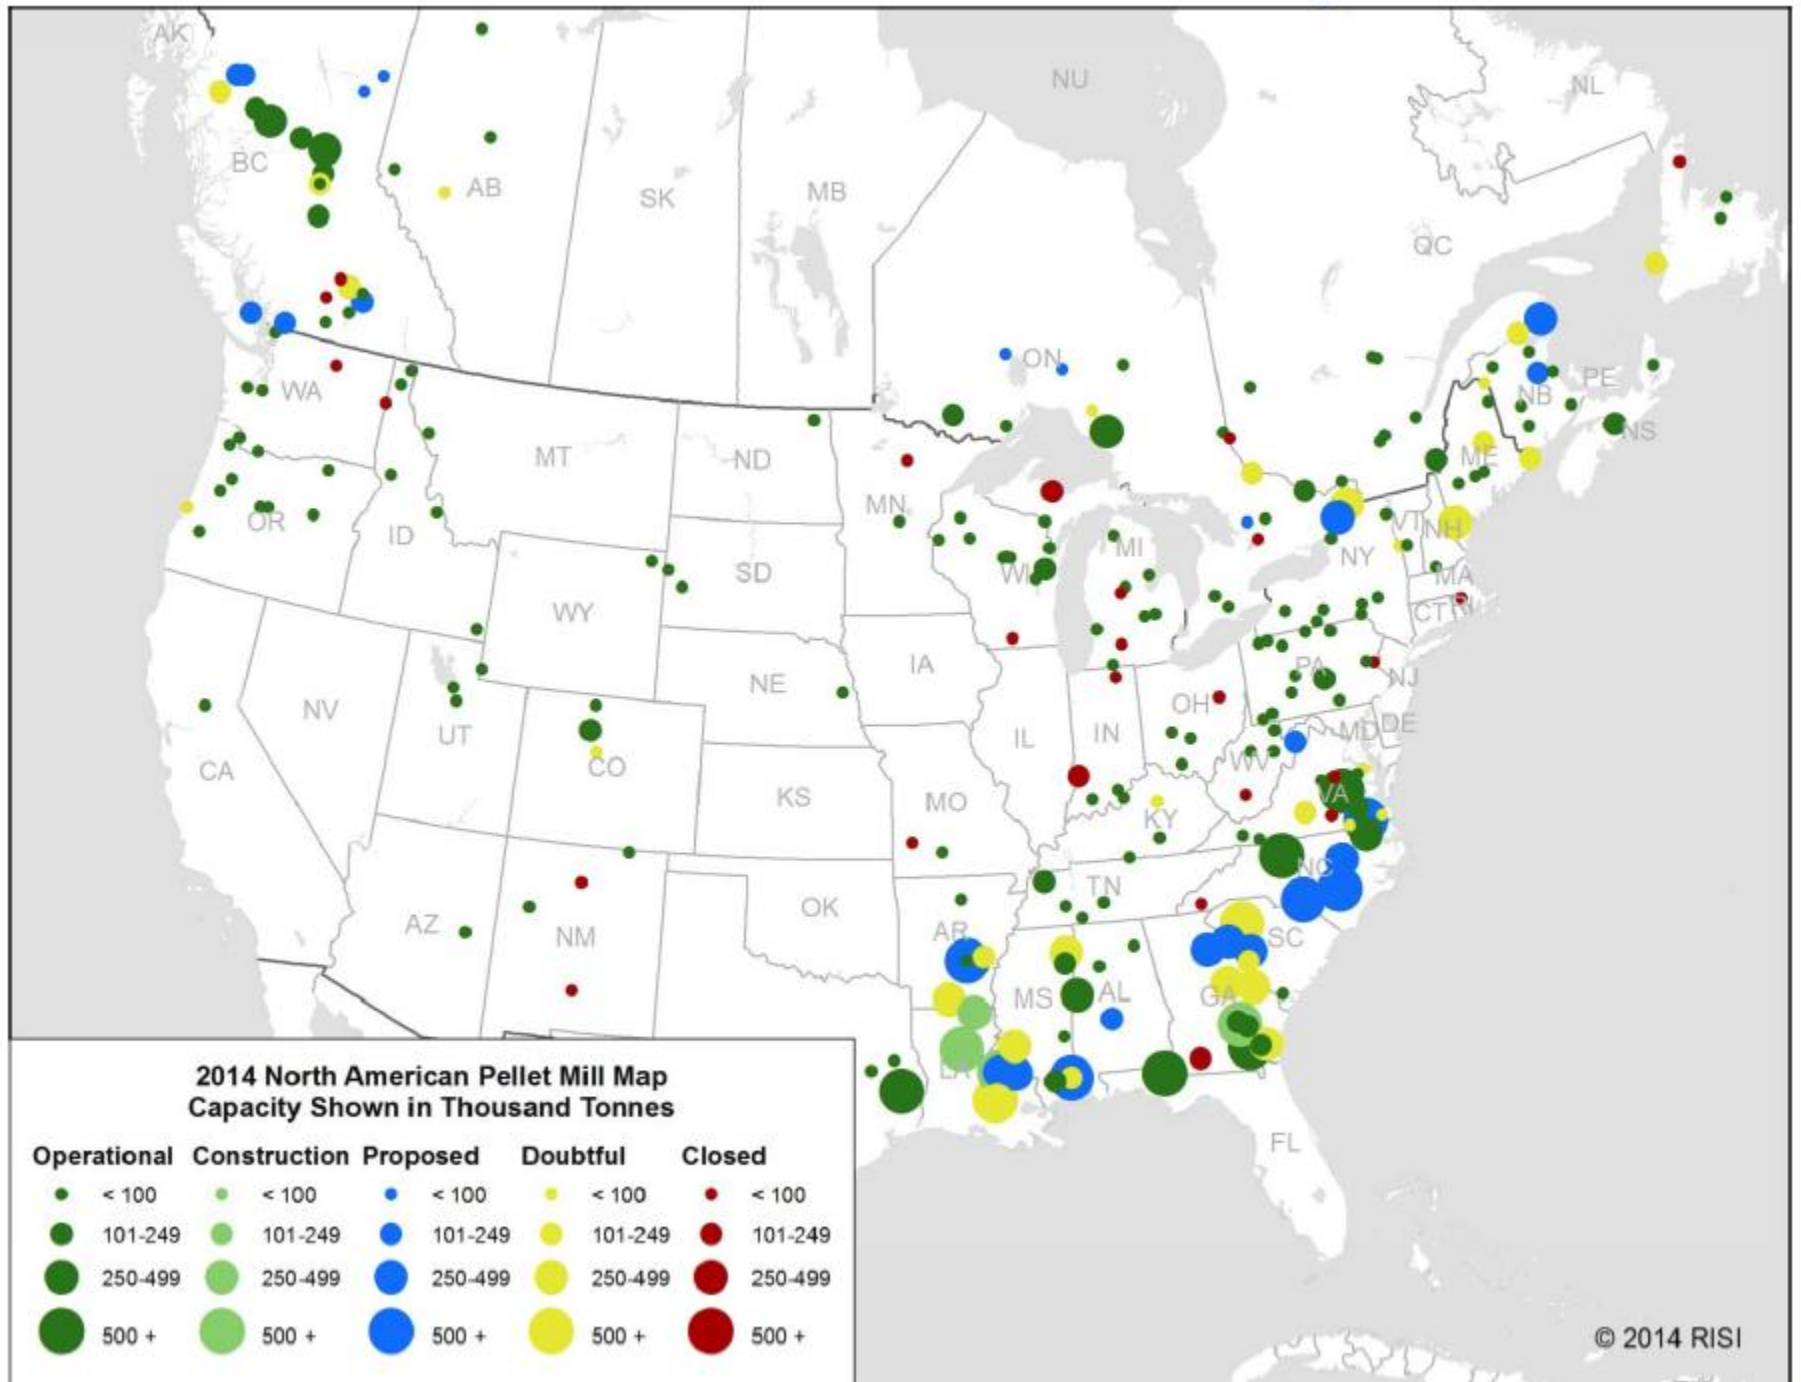 AK
NU
NL
BC
AB
SK
MB
QC
ON
WA
NB
PE
NS
MT
ND
MN
ME
OR
ID
VT
NH
MI
NY
SD
WI
MA
WY
CT
RI
IA
PA
NE
NJ
NV
OH
UT
IL
IN
MD
DE
CA
CO
WV
KS
MO
VA
KY
NC
TN
AZ
OK
NM
AR
SC
MS
AL
GA
LA
FL
2014 North American Pellet Mill Map
Capacity Shown in Thousand Tonnes
Operational Construction Proposed Doubtful Closed
< 100 < 100 < 100 < 100 < 100
101-249 101-249 101-249 101-249 101-249
250-499 250-499 250-499 250-499 250-499
500 + 500 + 500 + 500 + 500 +
© 2014 RISI